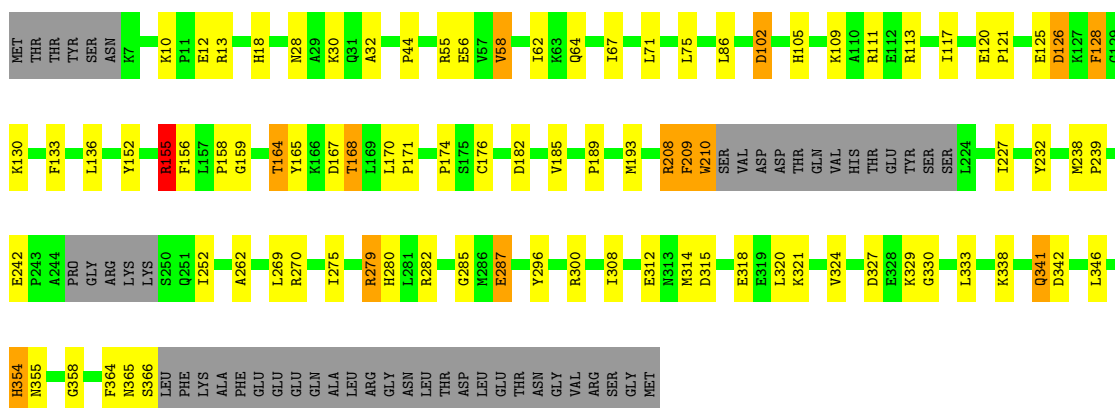 MET THR THR TYR SER ASN K7 K10 P11 E12 R13 H18 N28 A29 K30 Q31 A32 P44 R55 E56 V57 V58 I62 K63 Q64 I67 L71 L75 L86 D102 H105 K109 A110 R111 E112 R113 I117 E120 P121 E125 D126 K127 F128 G129
K130 F133 L136 Y152 R155 F156 L157 P158 G159 T164 Y165 K166 D167 T168 L169 L170 P171 P174 S175 C176 D182 V185 P189 M193 R208 F209 W210 SER VAL ASP ASP THR GLN VAL HIS THR GLU TYR SER SER L224 I227 Y232 M238 P239
E242 P243 A244 PRO GLY ARG LYS LYS S250 Q251 I252 A262 L269 R270 I275 R279 H280 L281 R282 G285 M286 E287 Y296 R300 I308 E312 N313 M314 D315 E318 E319 L320 K321 V324 D327 E328 K329 G330 L333 K338 Q341 D342 L346
H354 N355 G358 F364 N365 S366 LEU PHE LYS ALA PHE GLU GLU GLU GLN ALA LEU ARG GLY ASN LEU THR ASP LEU GLU THR ASN GLY VAL ARG SER GLY MET